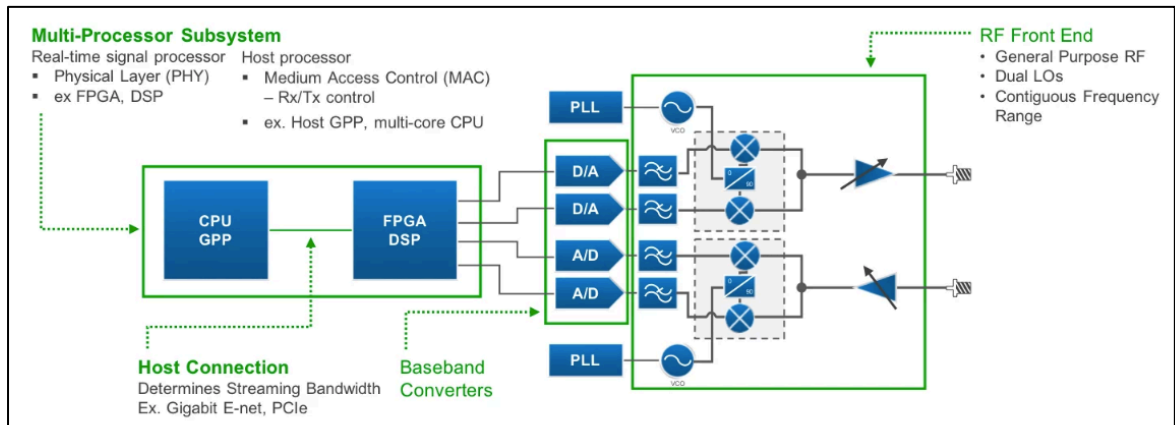 Multi-Processor Subsystem
Real-time signal processor
▪ Physical Layer (PHY)
▪ ex FPGA, DSP
Host processor
▪ Medium Access Control (MAC)
– Rx/Tx control
▪ ex. Host GPP, multi-core CPU
RF Front End
• General Purpose RF
• Dual LOs
• Contiguous Frequency
Range
PLL
VCO
CPU
GPP
FPGA
DSP
D/A
D/A
A/D
A/D
0
90
0
90
PLL
VCO
Host Connection
Determines Streaming Bandwidth
Ex. Gigabit E-net, PCIe
Baseband
Converters